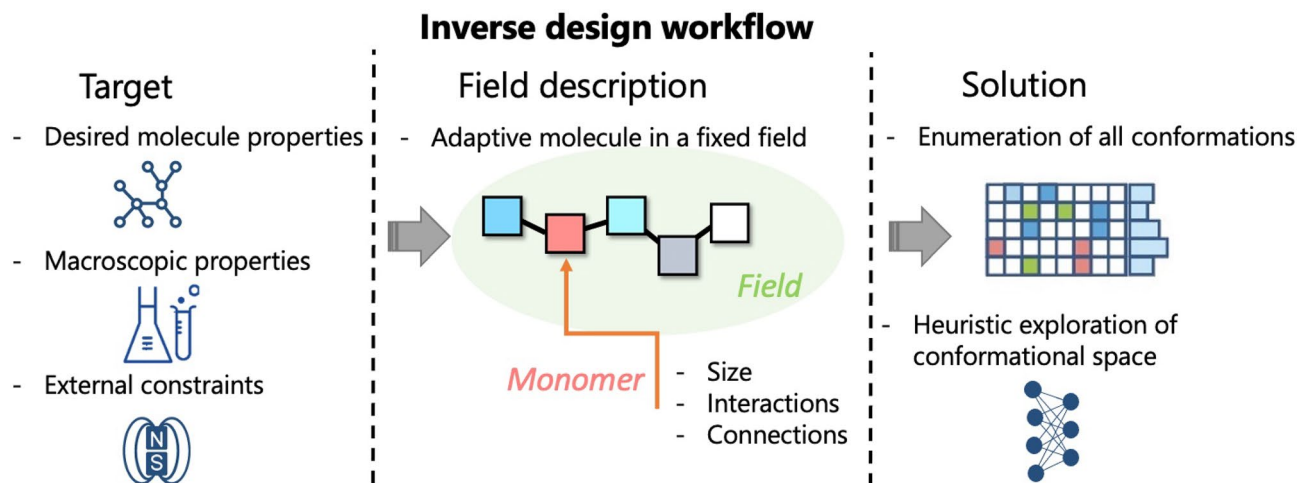 Inverse design workflow
Target
- Desired molecule properties
- Macroscopic properties
- External constraints
N
S
Field description
- Adaptive molecule in a fixed field
Field
Monomer
- Size
- Interactions
- Connections
Solution
- Enumeration of all conformations
- Heuristic exploration of
conformational space